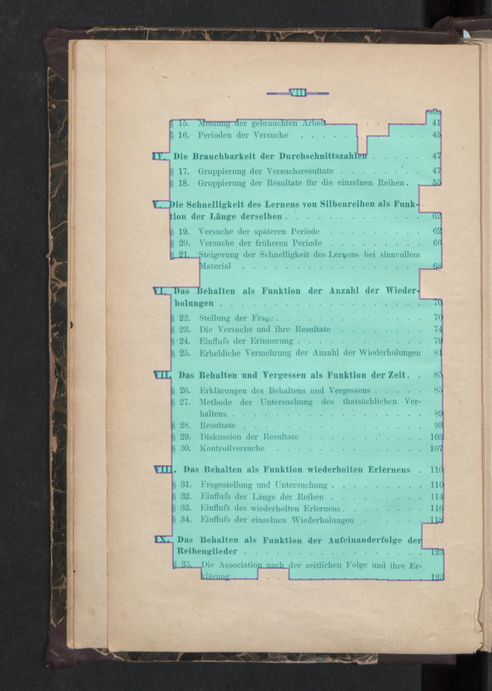 VIII
§ 15. Messung der gebrauchten Arbeit . . . 41
§ 16. Perioden der Versuche . . . . . 45
IV. Die Brauchbarkeit der Durchschnittszahlen . . . 47
§ 17. Gruppierung der Versuchsresultate . . . . 47
§ 18. Gruppierung der Resultate für die einzelnen Reihen .
V. Die Schnelligkeit des Lernens von Silbenreihen als Funk-
tion der Länge derselben . . . . . 62
§ 19. Versuche der späteren Periode . . . . . 62
§ 20. Versuche der früheren Periode . . . . . 66
§ 21. Steigerung der Schnelligkeit des Lernens bei sinnvollem
Material . . . . . 68
VI. Das Behalten als Funktion der Anzahl der Wieder-
holungen . . . . . 70
§ 22. Stellung der Frage . . . . . 70
§ 23. Die Versuche und ihre Resultate . . . . 74
§ 24. Einfluſs der Erinnerung . . . . . 79
§ 25. Erhebliche Vermehrung der Anzahl der Wiederholungen 81
VII. Das Behalten und Vergessen als Funktion der Zeit . . 85
§ 26. Erklärungen des Behaltens und Vergessens . . . . 85
§ 27. Methode der Untersuchung des thatsächlichen Ver-
haltens . . . . . 89
§ 28. Resultate . . . . . 93
§ 29. Diskussion der Resultate . . . . . 103
§ 30. Kontrollversuche . . . . . 107
VIII. Das Behalten als Funktion wiederholten Erlernens . 110
§ 31. Fragestellung und Untersuchung . . . . . 110
§ 32. Einfluſs der Länge der Reihen . . . . . 114
§ 33. Einfluſs des wiederholten Erlernens . . . . . 116
§ 34. Einfluſs der einzelnen Wiederholungen . . . . 118
IX. Das Behalten als Funktion der Aufeinanderfolge der
Reihenglieder . . . . . 123
§ 35. Die Association nach der zeitlichen Folge und ihre Er-
klärung . . . . . 123